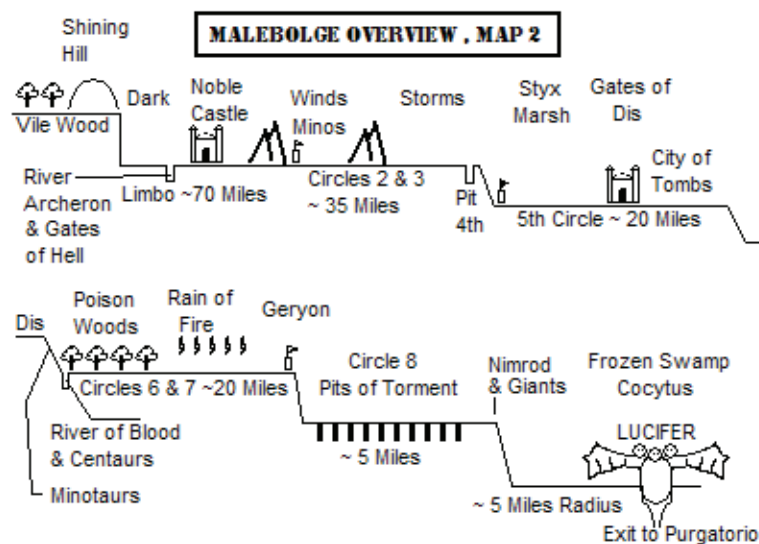 MALEBOLGE OVERVIEW , MAP 2
Shining
Hill
Dark
Noble
Castle
Winds
Minos
Storms
Styx
Marsh
Gates of
Dis
Vile Wood
City of
Tombs
River
Archeron
& Gates
of Hell
Limbo ~70 Miles
Circles 2 & 3
~ 35 Miles
Pit
4th
5th Circle ~ 20 Miles
Dis
Poison
Woods
Rain of
Fire
Geryon
Circle 8
Pits of Torment
Nimrod
& Giants
Frozen Swamp
Cocytus
Circles 6 & 7 ~20 Miles
River of Blood
& Centaurs
Minotaurs
~ 5 Miles
LUCIFER
~ 5 Miles Radius
Exit to Purgatorio